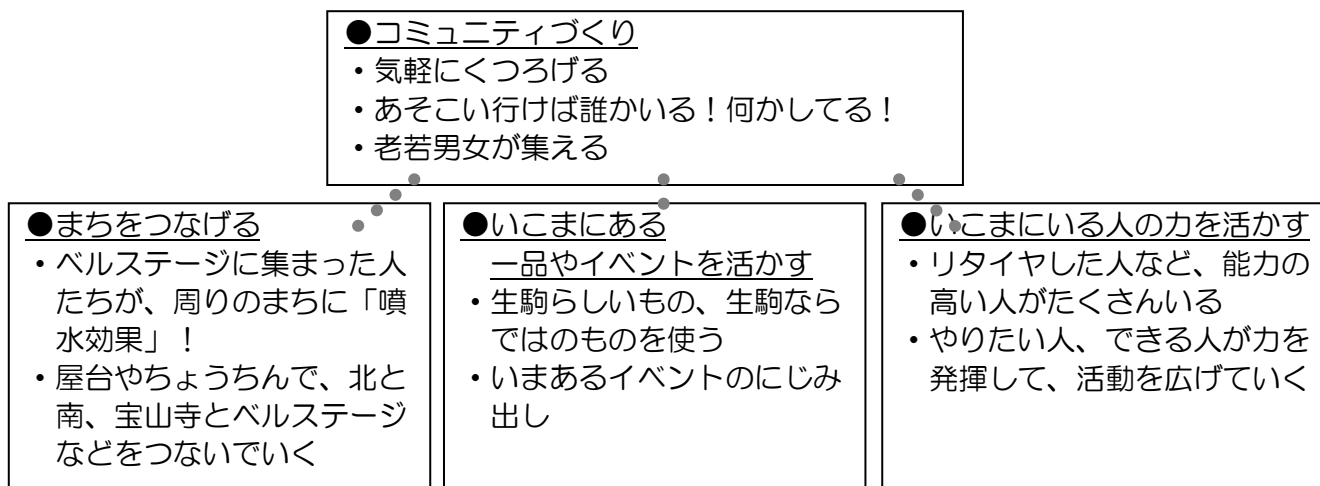 ●コミュニティづくり
・気軽にくつろげる
・あそこい行けば誰かいる！何かしてる！
・老若男女が集える
●まちをつなげる
・ベルステージに集まった人
たちが、周りのまちに「噴
水効果」！
・屋台やちょうちんで、北と
南、宝山寺とベルステージ
などをつないでいく
●いこまにある
一品やイベントを活かす
・生駒らしいもの、生駒なら
ではのものを使う
・いまあるイベントのにじみ
出し
●いこまにいる人の力を活かす
・リタイヤした人など、能力の
高い人がたくさんいる
・やりたい人、できる人が力を
発揮して、活動を広げていく